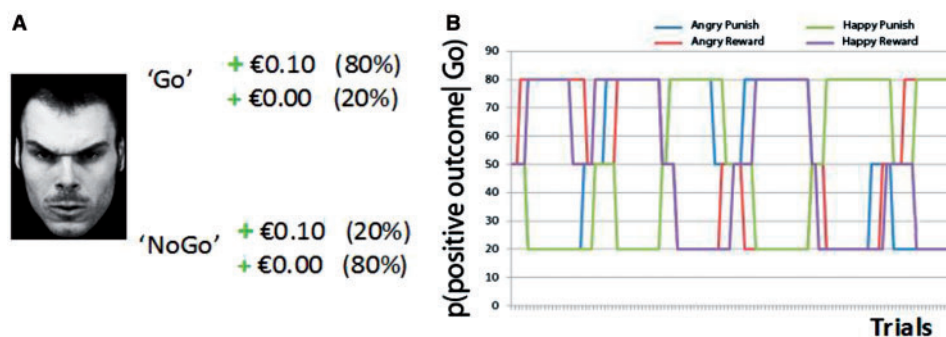 A
'Go'
+ €0.10 (80%)
+ €0.00 (20%)
'NoGo'
+ €0.10 (20%)
+ €0.00 (80%)
B
Angry Punish
Happy Punish
Angry Reward
Happy Reward
p(positive outcome| Go)
90
80
70
60
50
40
30
20
10
0
Trials